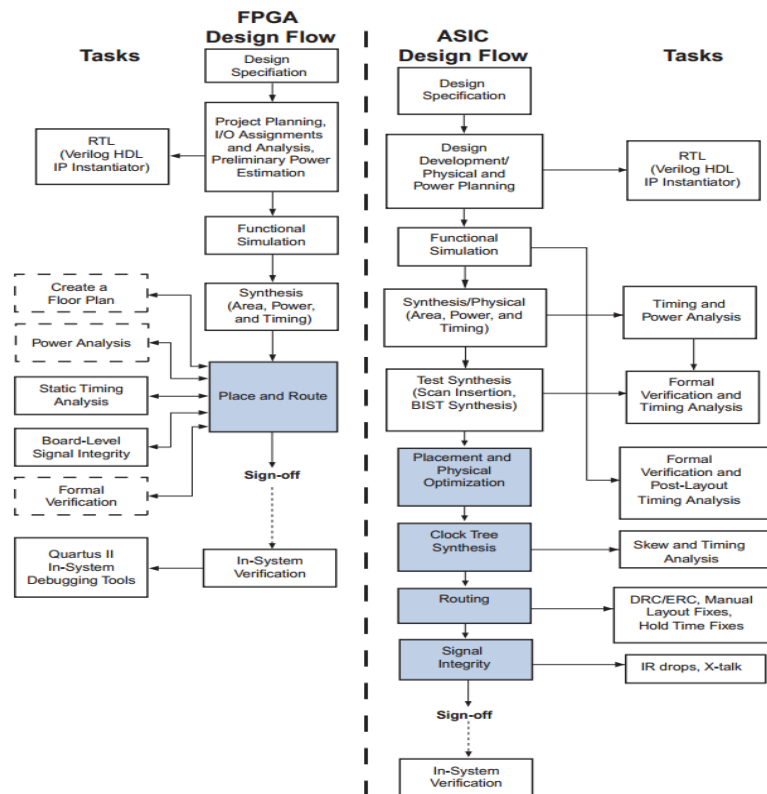 FPGA
Design Flow
Tasks
Design
Specifiation
Project Planning,
I/O Assignments
and Analysis,
Preliminary Power
Estimation
RTL
(Verilog HDL
IP Instantiator)
Functional
Simulation
Create a
Floor Plan
Synthesis
(Area, Power,
and Timing)
Power Analysis
Static Timing
Analysis
Place and Route
Board-Level
Signal Integrity
Formal
Verification
Sign-off
Quartus II
In-System
Debugging Tools
In-System
Verification
ASIC
Design Flow
Tasks
Design
Specification
Design
Development/
Physical and
Power Planning
RTL
(Verilog HDL
IP Instantiator)
Functional
Simulation
Synthesis/Physical
(Area, Power, and
Timing)
Timing and
Power Analysis
Test Synthesis
(Scan Insertion,
BIST Synthesis)
Formal
Verification and
Timing Analysis
Placement and
Physical
Optimization
Formal
Verification and
Post-Layout
Timing Analysis
Clock Tree
Synthesis
Skew and Timing
Analysis
Routing
DRC/ERC, Manual
Layout Fixes,
Hold Time Fixes
Signal
Integrity
IR drops, X-talk
Sign-off
In-System
Verification